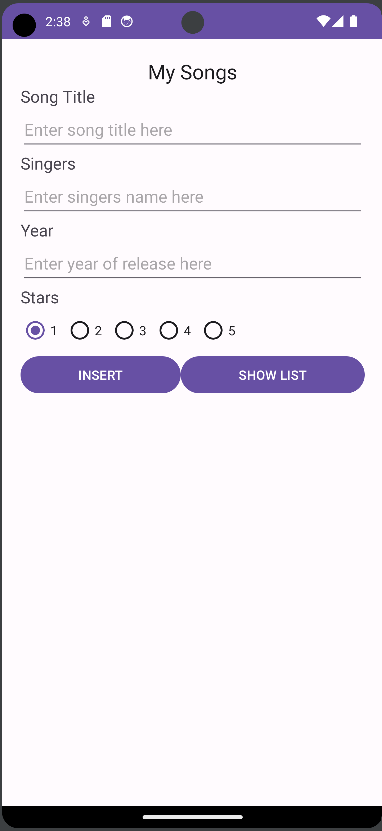 2:38
My Songs
Song Title
Enter song title here
Singers
Enter singers name here
Year
Enter year of release here
Stars
1 2 3 4 5
INSERT SHOW LIST